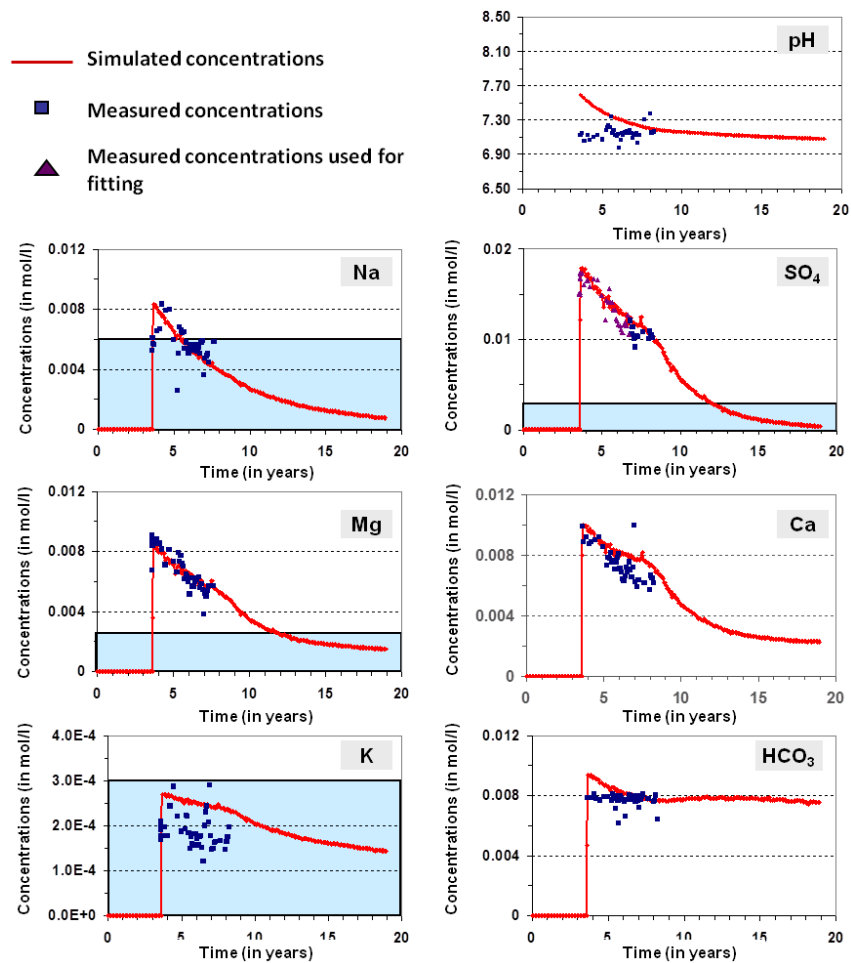 Simulated concentrations
Measured concentrations
Measured concentrations used for
fitting
pH
8.50
8.10
7.70
7.30
6.90
6.50
0 5 10 15 20
Time (in years)
Na
Concentrations (in mol/l)
0.012
0.008
0.004
0
0 5 10 15 20
Time (in years)
SO4
Concentrations (in mol/l)
0.02
0.01
0
0 5 10 15 20
Time (in years)
Mg
Concentrations (in mol/l)
0.012
0.008
0.004
0
0 5 10 15 20
Time (in years)
Ca
Concentrations (in mol/l)
0.012
0.008
0.004
0
0 5 10 15 20
Time (in years)
K
Concentrations (in mol/l)
4.0E-4
3.0E-4
2.0E-4
1.0E-4
0.0E+0
0 5 10 15 20
Time (in years)
HCO3
Concentrations (in mol/l)
0.012
0.008
0.004
0
0 5 10 15 20
Time (in years)